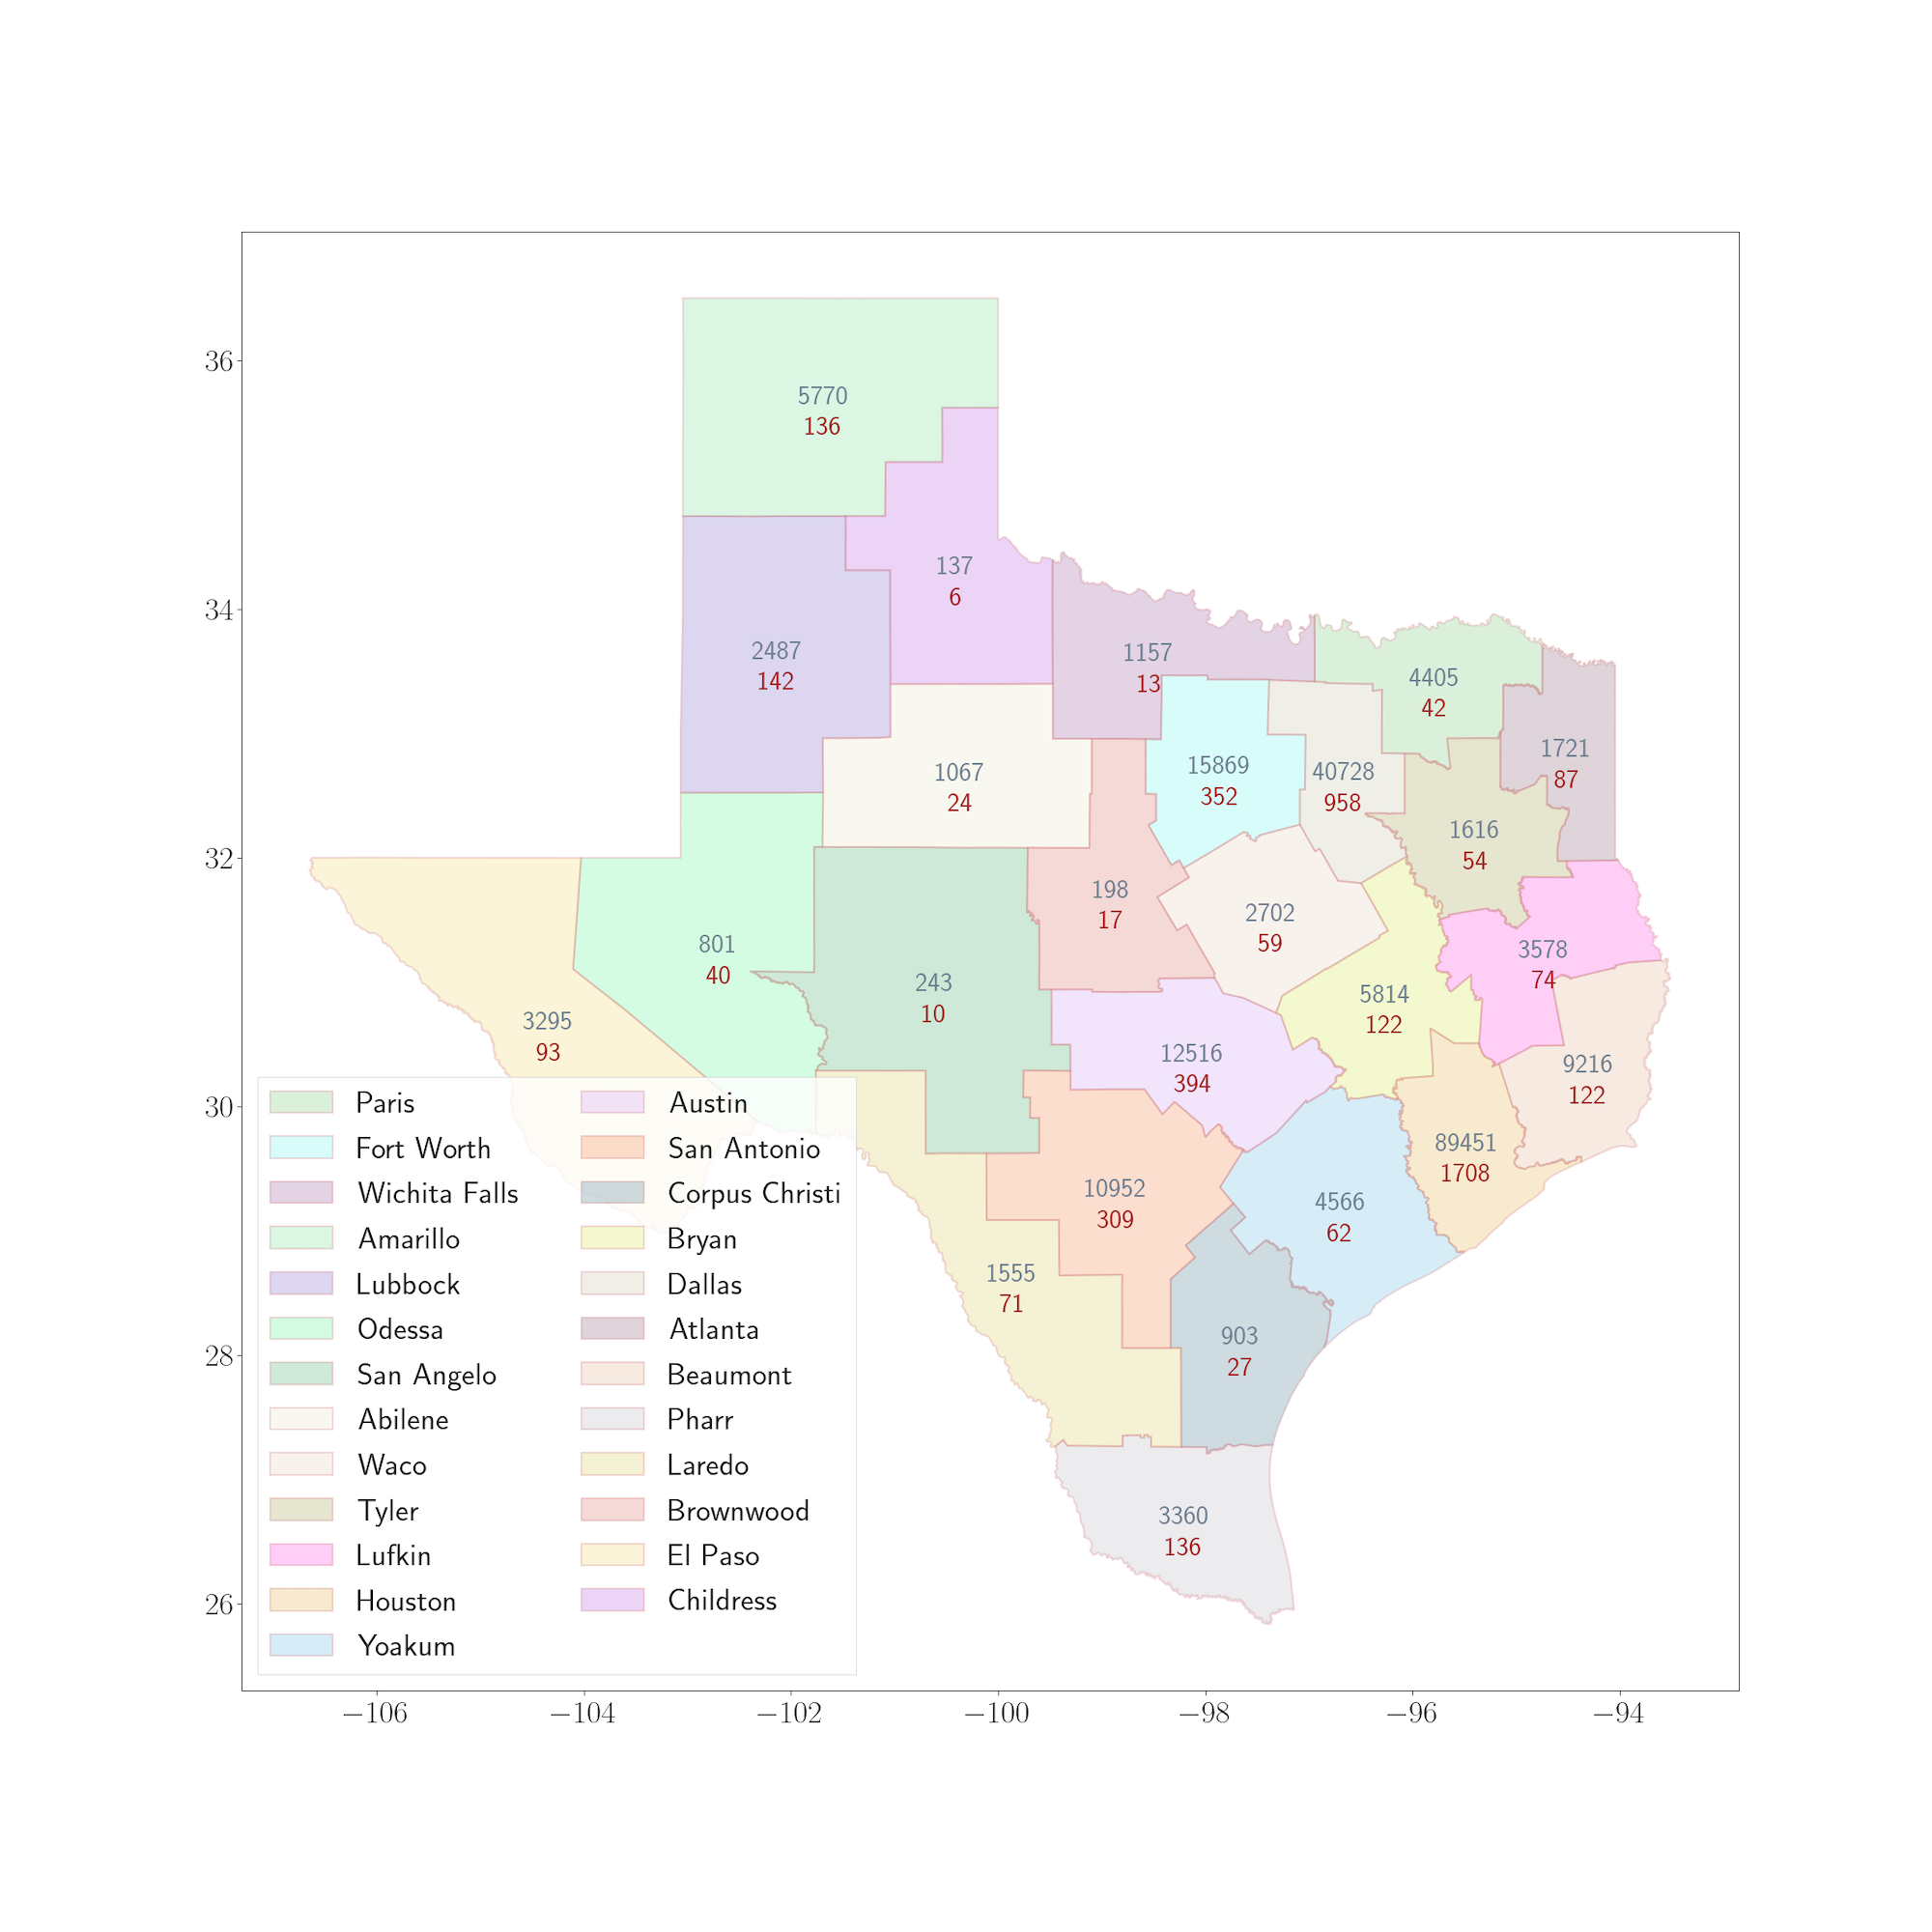 36
34
32
30
28
26
5770
136
137
6
2487
142
1157
13
4405
42
1721
87
15869
352
40728
958
1067
24
1616
54
198
17
2702
59
801
40
243
10
3578
74
5814
122
3295
93
12516
394
9216
122
89451
1708
10952
309
4566
62
1555
71
903
27
3360
136
Paris
Fort Worth
Wichita Falls
Amarillo
Lubbock
Odessa
San Angelo
Abilene
Waco
Tyler
Lufkin
Houston
Yoakum
Austin
San Antonio
Corpus Christi
Bryan
Dallas
Atlanta
Beaumont
Pharr
Laredo
Brownwood
El Paso
Childress
−106 −104 −102 −100 −98 −96 −94